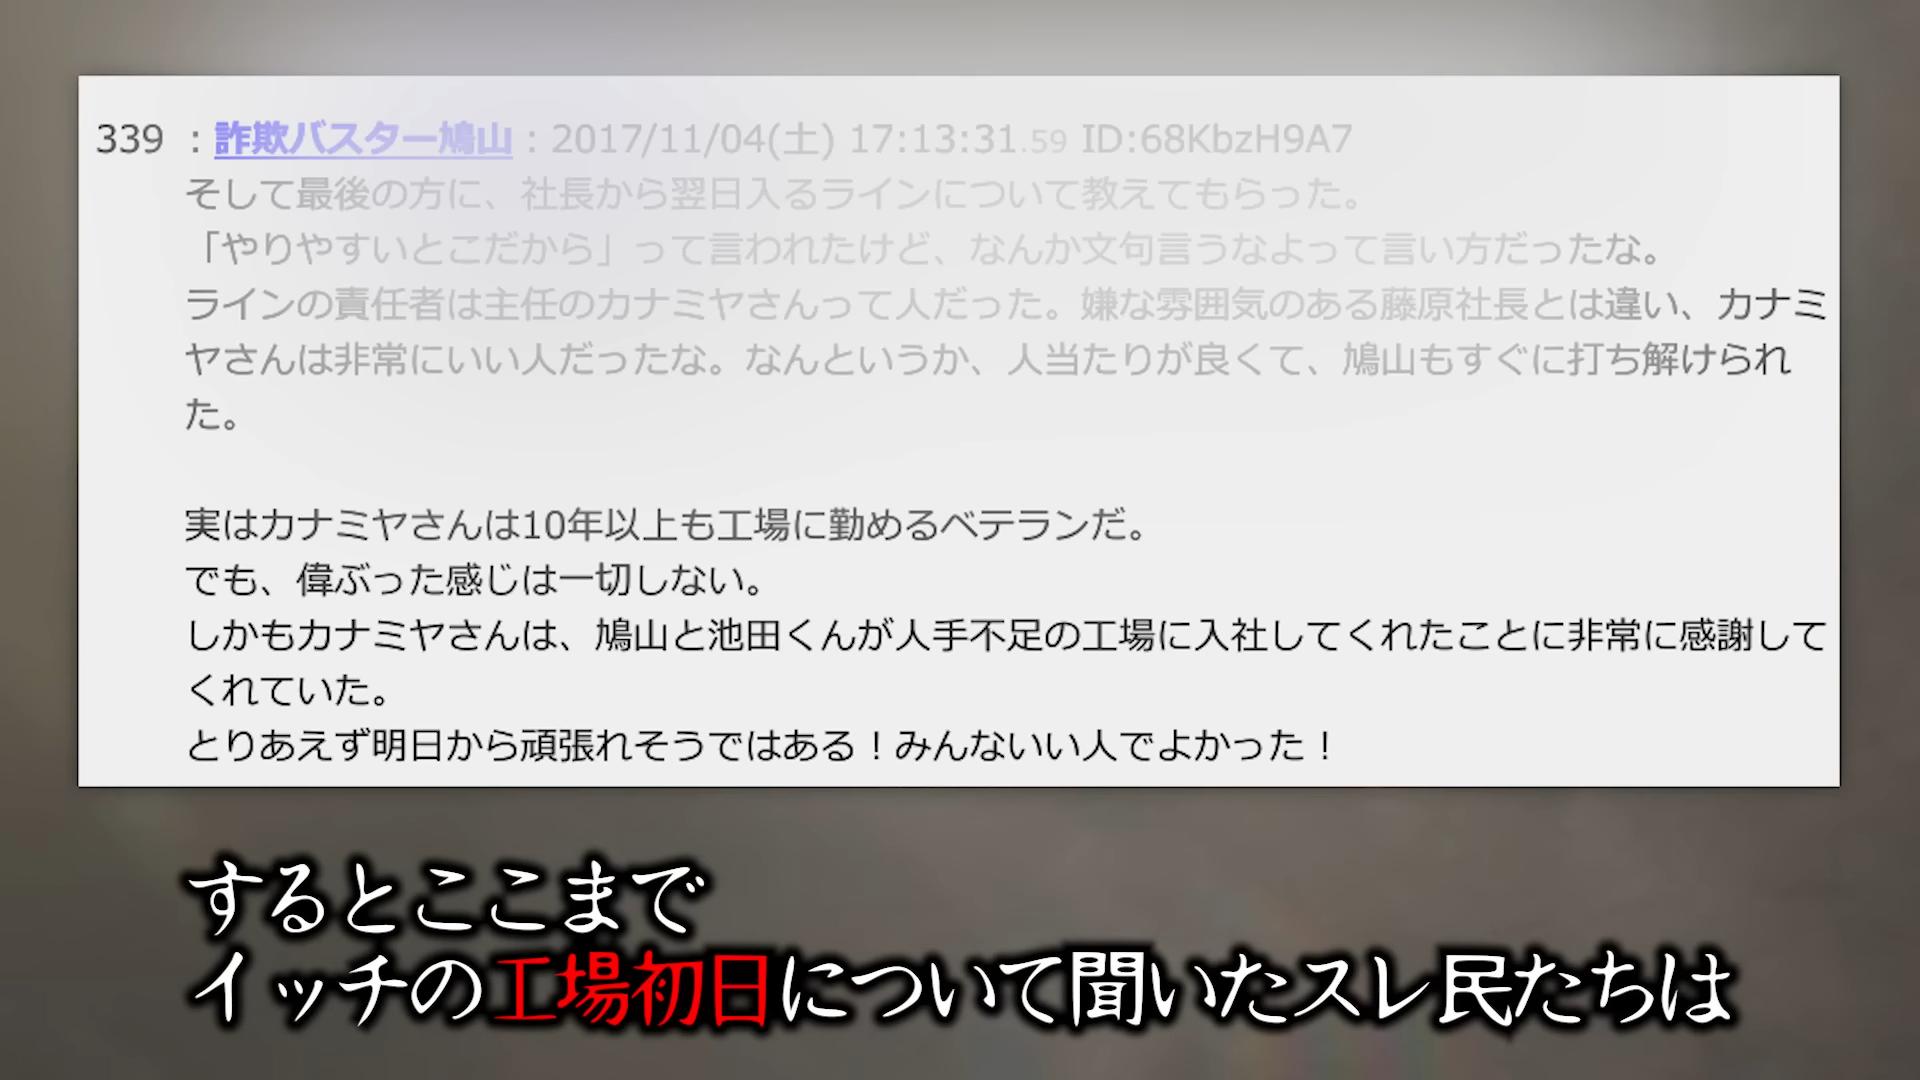 339 ：詐欺バスター鳩山：2017/11/04(土) 17:13:31.59 ID:68KbzH9A7
そして最後の方に、社長から翌日入るラインについて教えてもらった。
「やりやすいとこだから」って言われたけど、なんか文句言うなよって言い方だったな。
ラインの責任者は主任のカナミヤさんって人だった。嫌な雰囲気のある藤原社長とは違い、カナミ
ヤさんは非常にいい人だったな。なんというか、人当たりが良くて、鳩山もすぐに打ち解けられ
た。
実はカナミヤさんは10年以上も工場に勤めるベテランだ。
でも、偉ぶった感じは一切しない。
しかもカナミヤさんは、鳩山と池田くんが人手不足の工場に入社してくれたことに非常に感謝して
くれていた。
とりあえず明日から頑張れそうではある！みんないい人でよかった！
するとここまで
イッチの工場初日について聞いたスレ民たちは